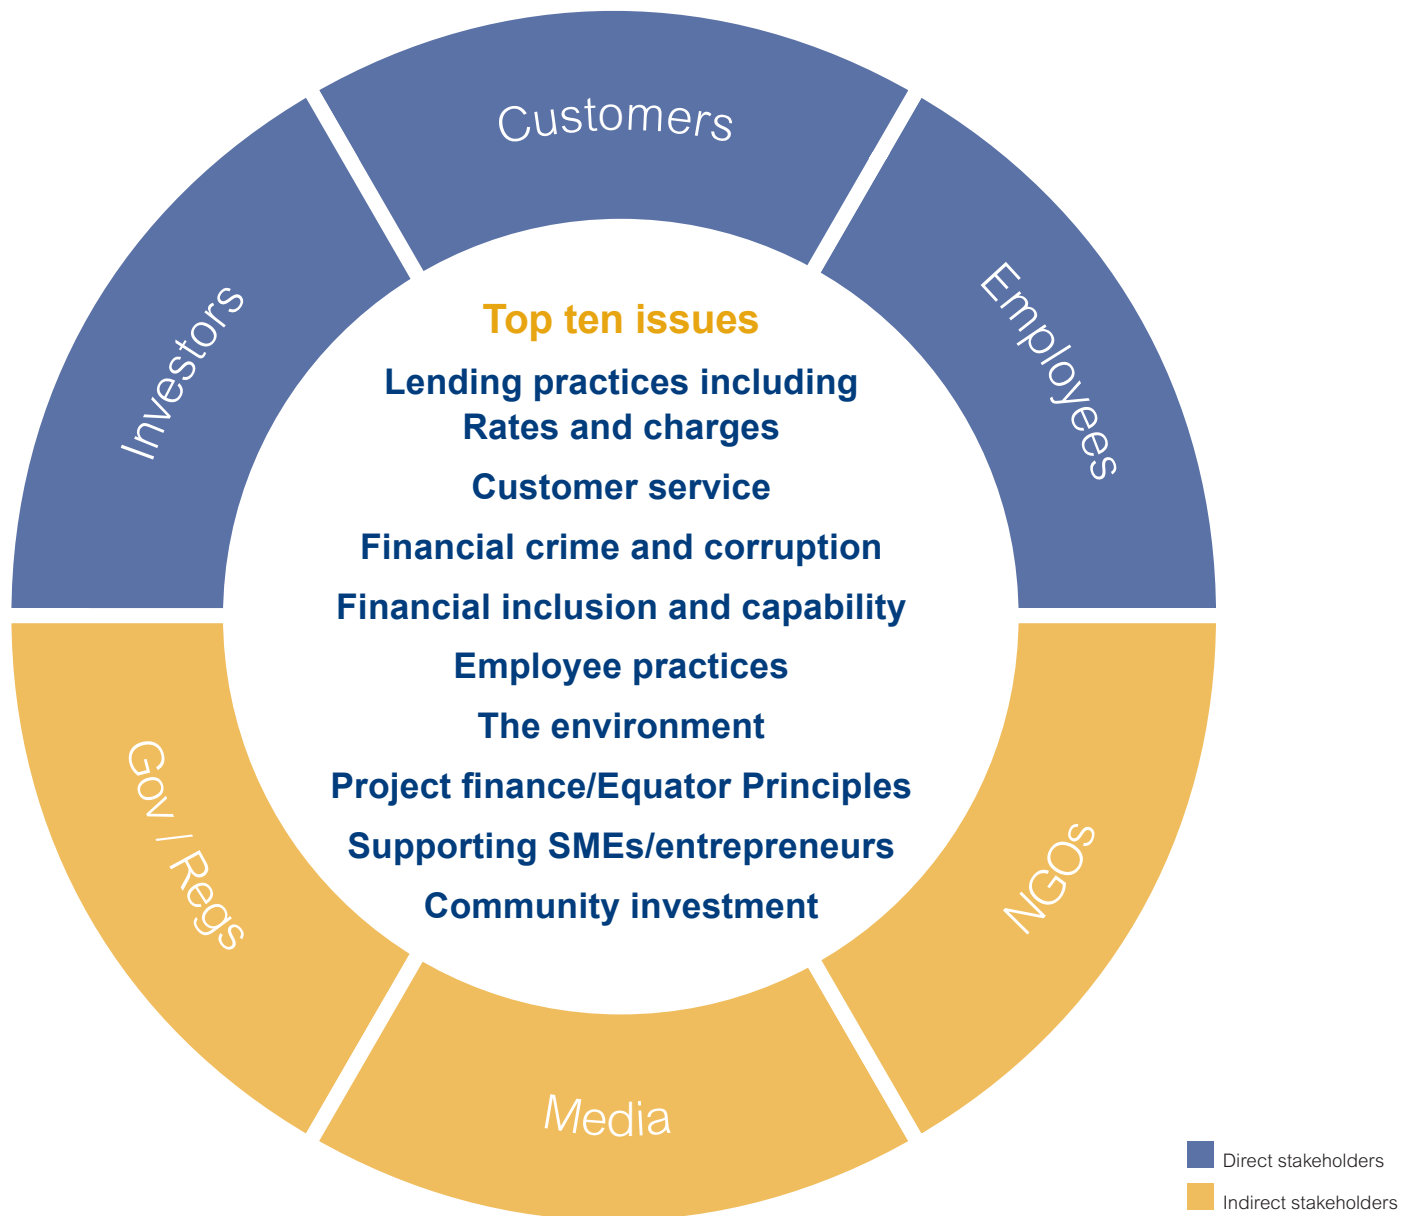 Customers
Investors
Employees
Top ten issues
Lending practices including
Rates and charges
Customer service
Financial crime and corruption
Financial inclusion and capability
Employee practices
The environment
Project finance/Equator Principles
Supporting SMEs/entrepreneurs
Community investment
Gov / Regs
NGOs
Media
Direct stakeholders
Indirect stakeholders